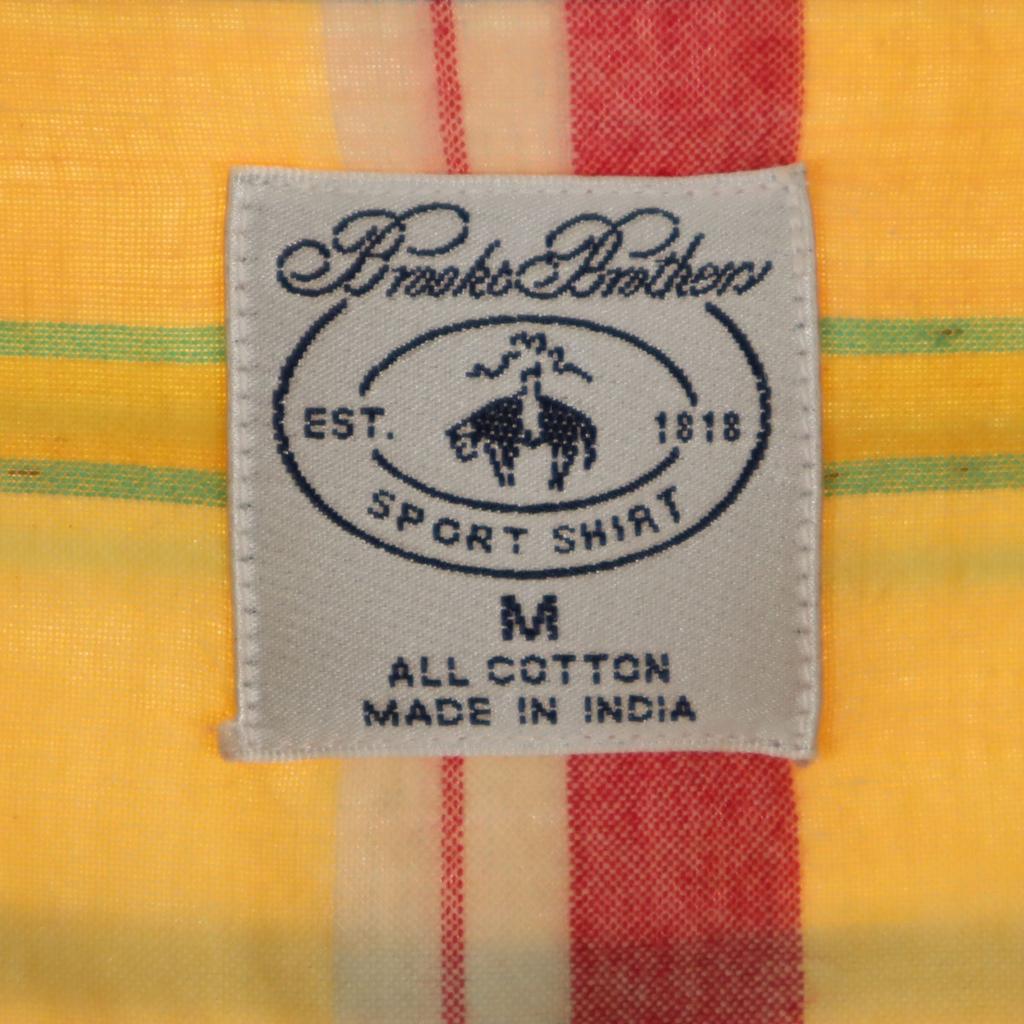 Brooks Brothers
EST. 1818
SPORT SHIRT
M
ALL COTTON
MADE IN INDIA